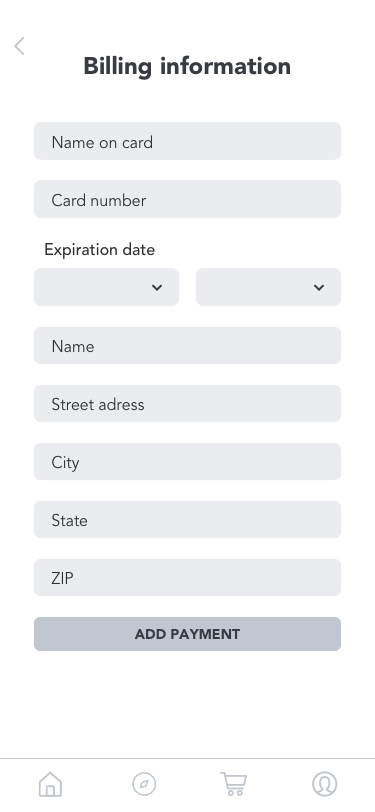 Billing information
Name on card
Card number
Expiration date
Name
Street adress
City
State
ZIP
ADD PAYMENT